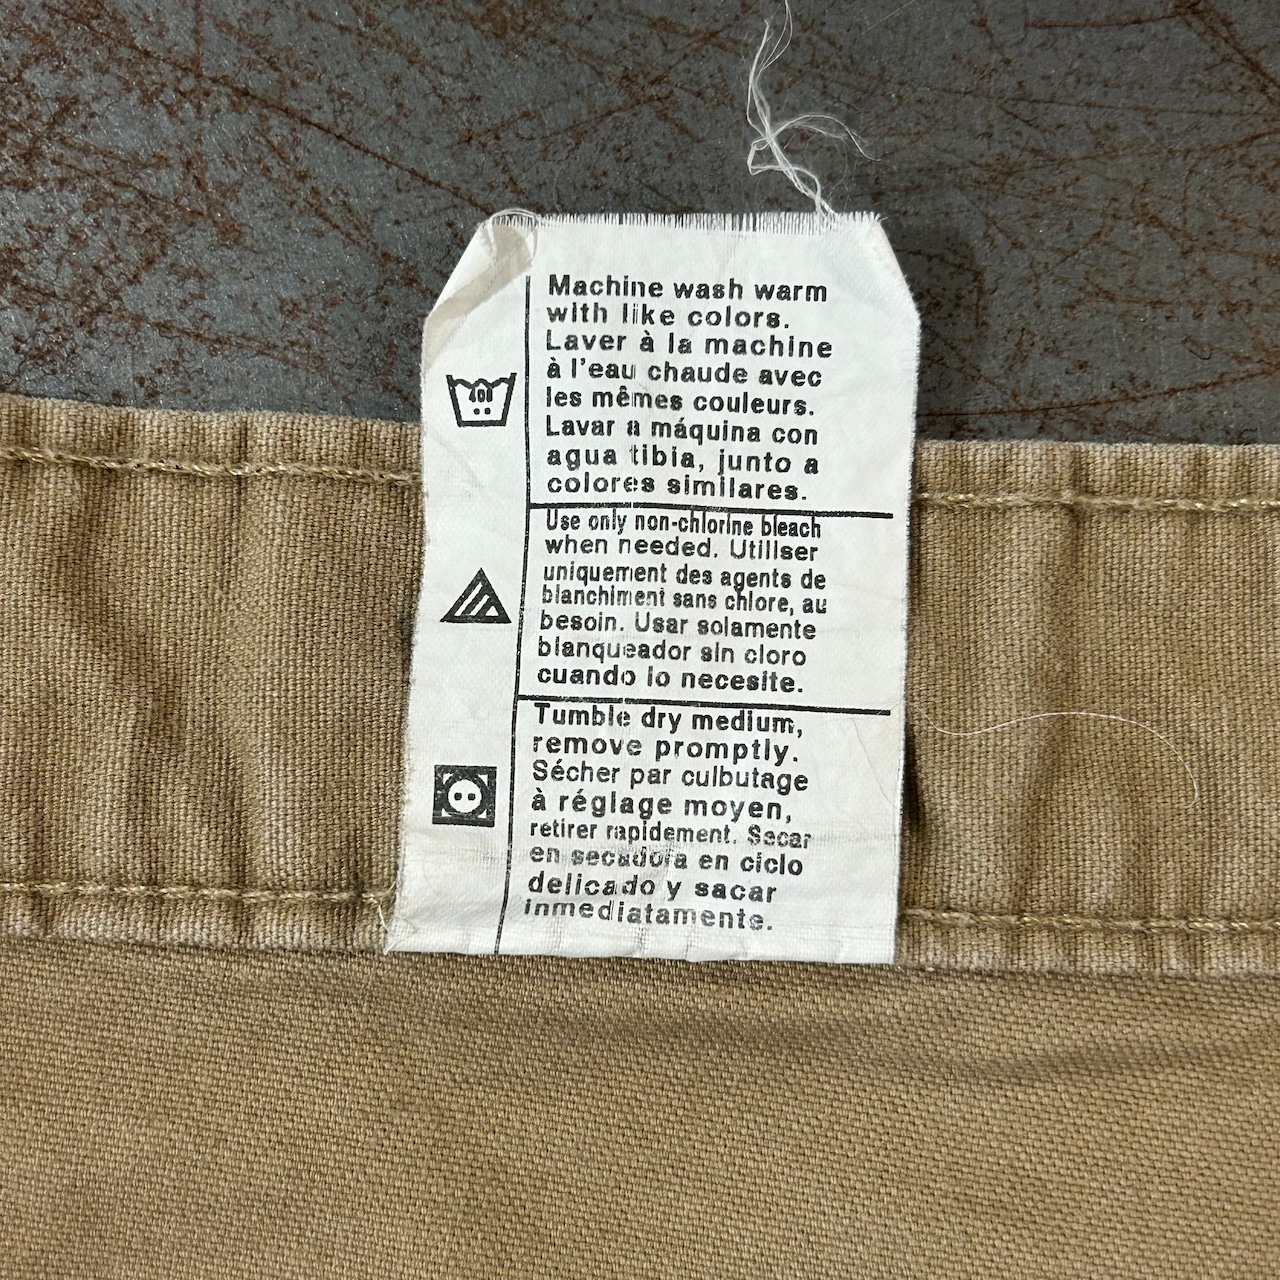 Machine wash warm
with like colors.
Laver à la machine
à l'eau chaude avec
les mêmes couleurs.
Lavar a máquina con
agua tibia, junto a
colores similares.
40
Use only non-chlorine bleach
when needed. Utiliser
uniquement des agents de
blanchiment sans chlore, au
besoin. Usar solamente
blanqueador sin cloro
cuando lo necesite.
Tumble dry medium,
remove promptly.
Sécher par culbutage
à réglage moyen,
retirer rapidement. Secar
en secadora en ciclo
delicado y sacar
inmediatamente.